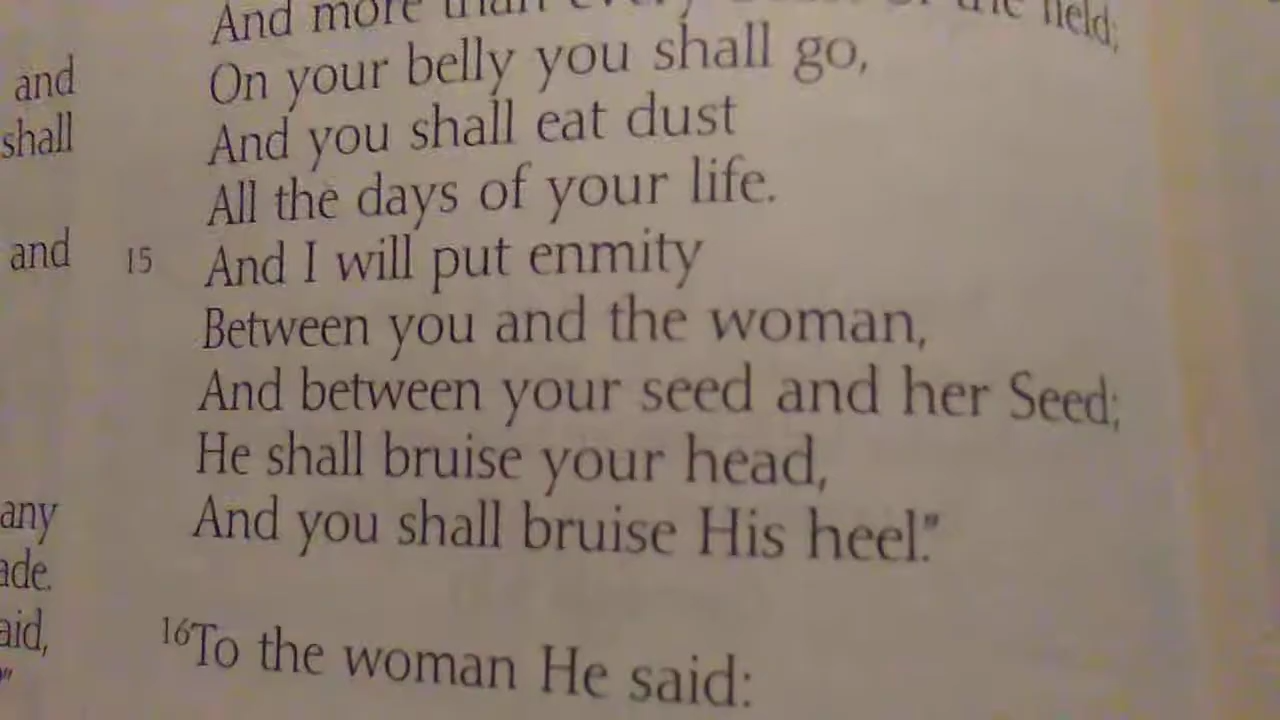 And more than every of the field;
On your belly you shall go,
And you shall eat dust
All the days of your life.
15 And I will put enmity
Between you and the woman,
And between your seed and her Seed;
He shall bruise your head,
And you shall bruise His heel."
16 To the woman He said:
and
shall
and
any
ade.
aid,
"